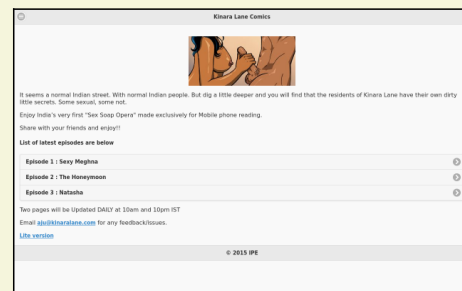 Kinara Lane Comics
It seems a normal Indian street. With normal Indian people. But dig a little deeper and you will find that the residents of Kinara Lane have their own dirty
little secrets. Some sexual, some not.
Enjoy India's very first "Sex Soap Opera" made exclusively for Mobile phone reading.
Share with your friends and enjoy!!
List of latest episodes are below
Episode 1 : Sexy Meghna
Episode 2 : The Honeymoon
Episode 3 : Natasha
Two pages will be Updated DAILY at 10am and 10pm IST
Email aju@kinaralane.com for any feedback/issues.
Lite version
© 2015 IPE